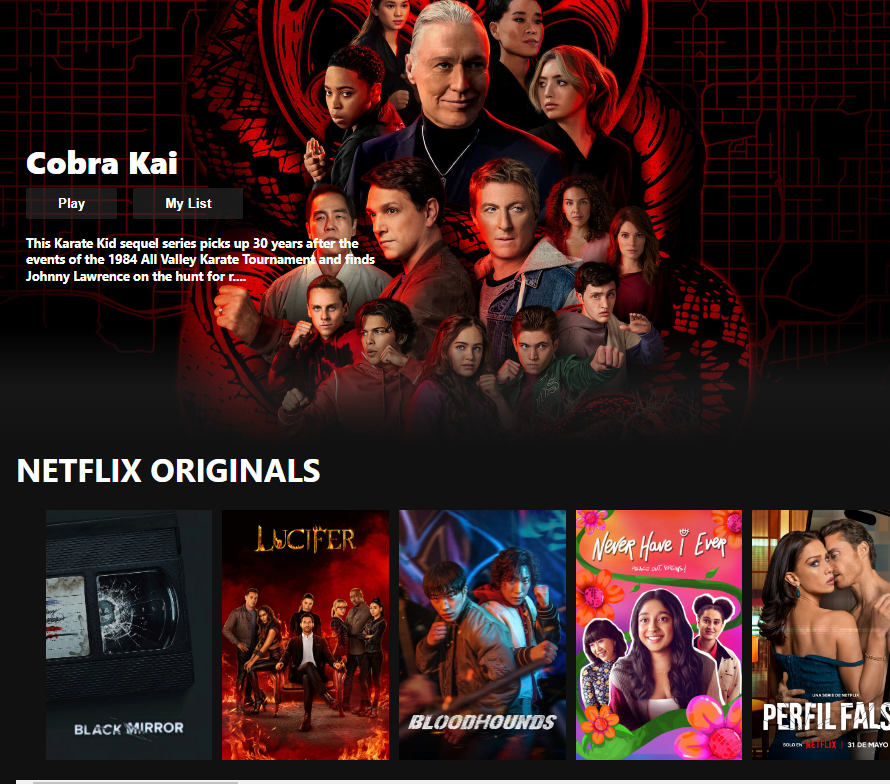 Cobra Kai
Play
My List
This Karate Kid sequel series picks up 30 years after the
events of the 1984 All Valley Karate Tournament and finds
Johnny Lawrence on the hunt for r....
NETFLIX ORIGINALS
BLACK MIRROR
LUCIFER
BLOODHOUNDS
NEVER HAVE i EVER
UNA SERIE DE NETFLIX
PERFIL FALS
SOLO EN NETFLIX | 31 DE MAYO